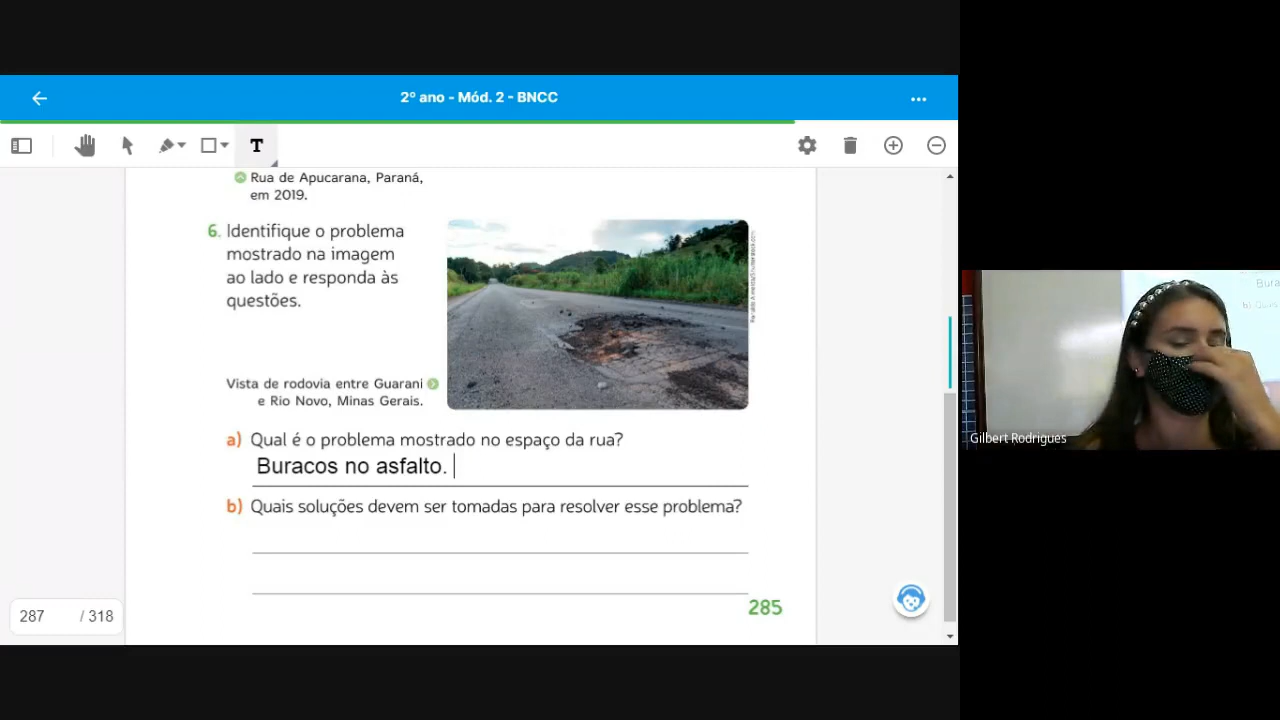 2º ano - Mód. 2 - BNCC
T
Rua de Apucarana, Paraná,
em 2019.
6. Identifique o problema
mostrado na imagem
ao lado e responda às
questões.
Vista de rodovia entre Guarani
e Rio Novo, Minas Gerais.
a) Qual é o problema mostrado no espaço da rua?
Buracos no asfalto.
b) Quais soluções devem ser tomadas para resolver esse problema?
285
287 / 318
Bura
b) Quais
Gilbert Rodrigues